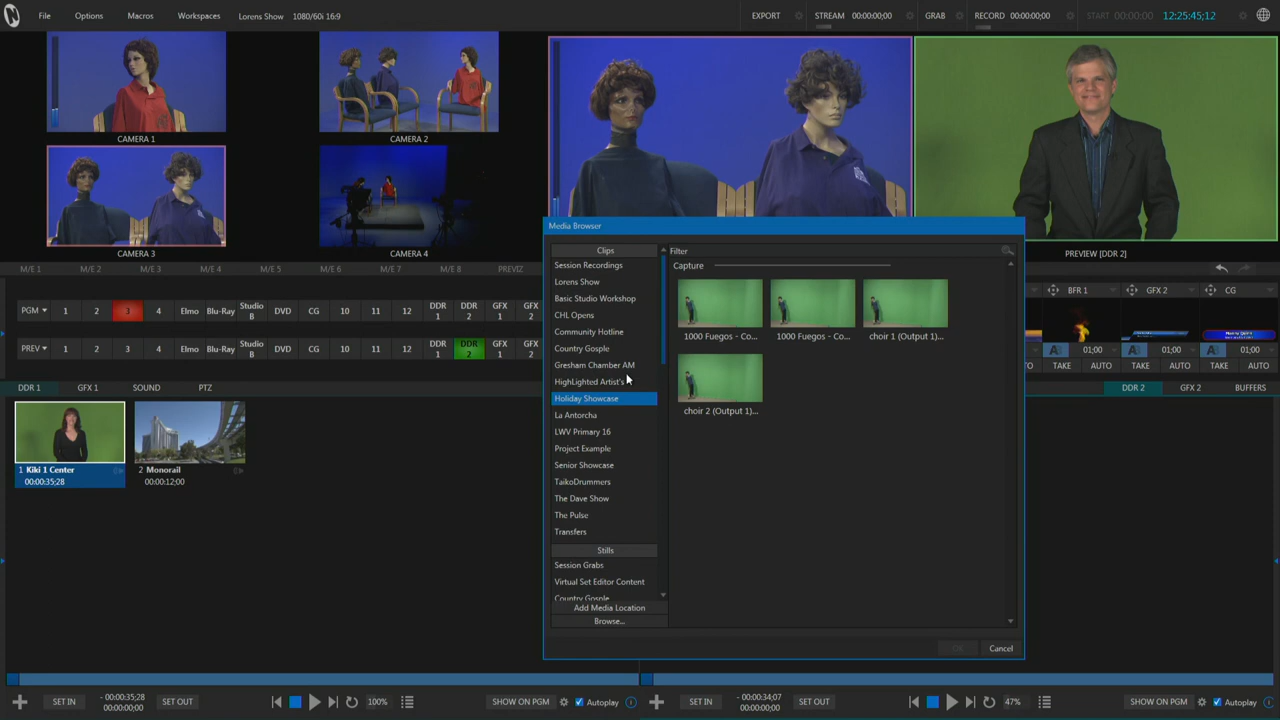 File Options Macros Workspaces Lorens Show 1080/60i 16:9 EXPORT STREAM 00:00:00;00 GRAB RECORD 00:00:00;00 START 00:00:00 12:25:45;12
CAMERA 1 CAMERA 2
CAMERA 3 CAMERA 4 PREVIEW [DDR 2]
M/E 1 M/E 2 M/E 3 M/E 4 M/E 5 M/E 6 M/E 7 M/E 8 PREVIZ
PGM 1 2 3 4 Elmo Blu-Ray Studio B DVD CG 10 11 12 DDR 1 DDR 2 GFX 1 GFX 2
PREV 1 2 3 4 Elmo Blu-Ray Studio B DVD CG 10 11 12 DDR 1 DDR 2 GFX 1 GFX 2
BFR 1 GFX 2 CG
01;00 01;00 01;00
TAKE AUTO TAKE AUTO TAKE AUTO
DDR 1 GFX 1 SOUND PTZ
DDR 2 GFX 2 BUFFERS
1 Kiki 1 Center
00:00:35;28
2 Monorail
00:00:12;00
Media Browser
Clips
Session Recordings
Lorens Show
Basic Studio Workshop
CHL Opens
Community Hotline
Country Gosple
Gresham Chamber AM
HighLighted Artist's
Holiday Showcase
La Antorcha
LWV Primary 16
Project Example
Senior Showcase
TaikoDrummers
The Dave Show
The Pulse
Transfers
Stills
Session Grabs
Virtual Set Editor Content
Country Gosple
Add Media Location
Browse...
Filter
Capture
1000 Fuegos - Co... 1000 Fuegos - Co... choir 1 (Output 1)...
choir 2 (Output 1)...
Cancel
SET IN - 00:00:35;28 SET OUT 100% SHOW ON PGM Autoplay
00:00:00;00
SET IN - 00:00:34;07 SET OUT 47% SHOW ON PGM Autoplay
00:00:00;00